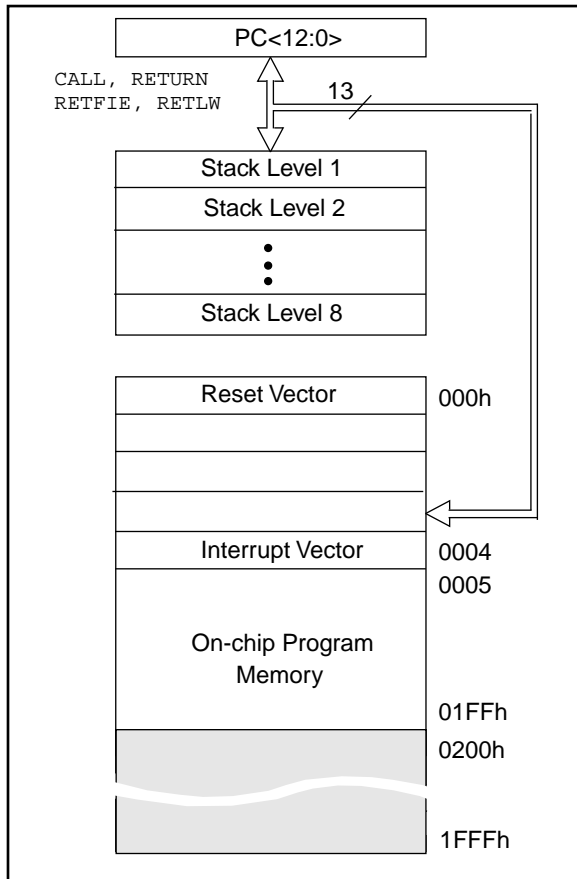 PC<12:0>
CALL, RETURN
RETFIE, RETLW
13
Stack Level 1
Stack Level 2
Stack Level 8
Reset Vector
000h
Interrupt Vector
0004
0005
On-chip Program
Memory
01FFh
0200h
1FFFh